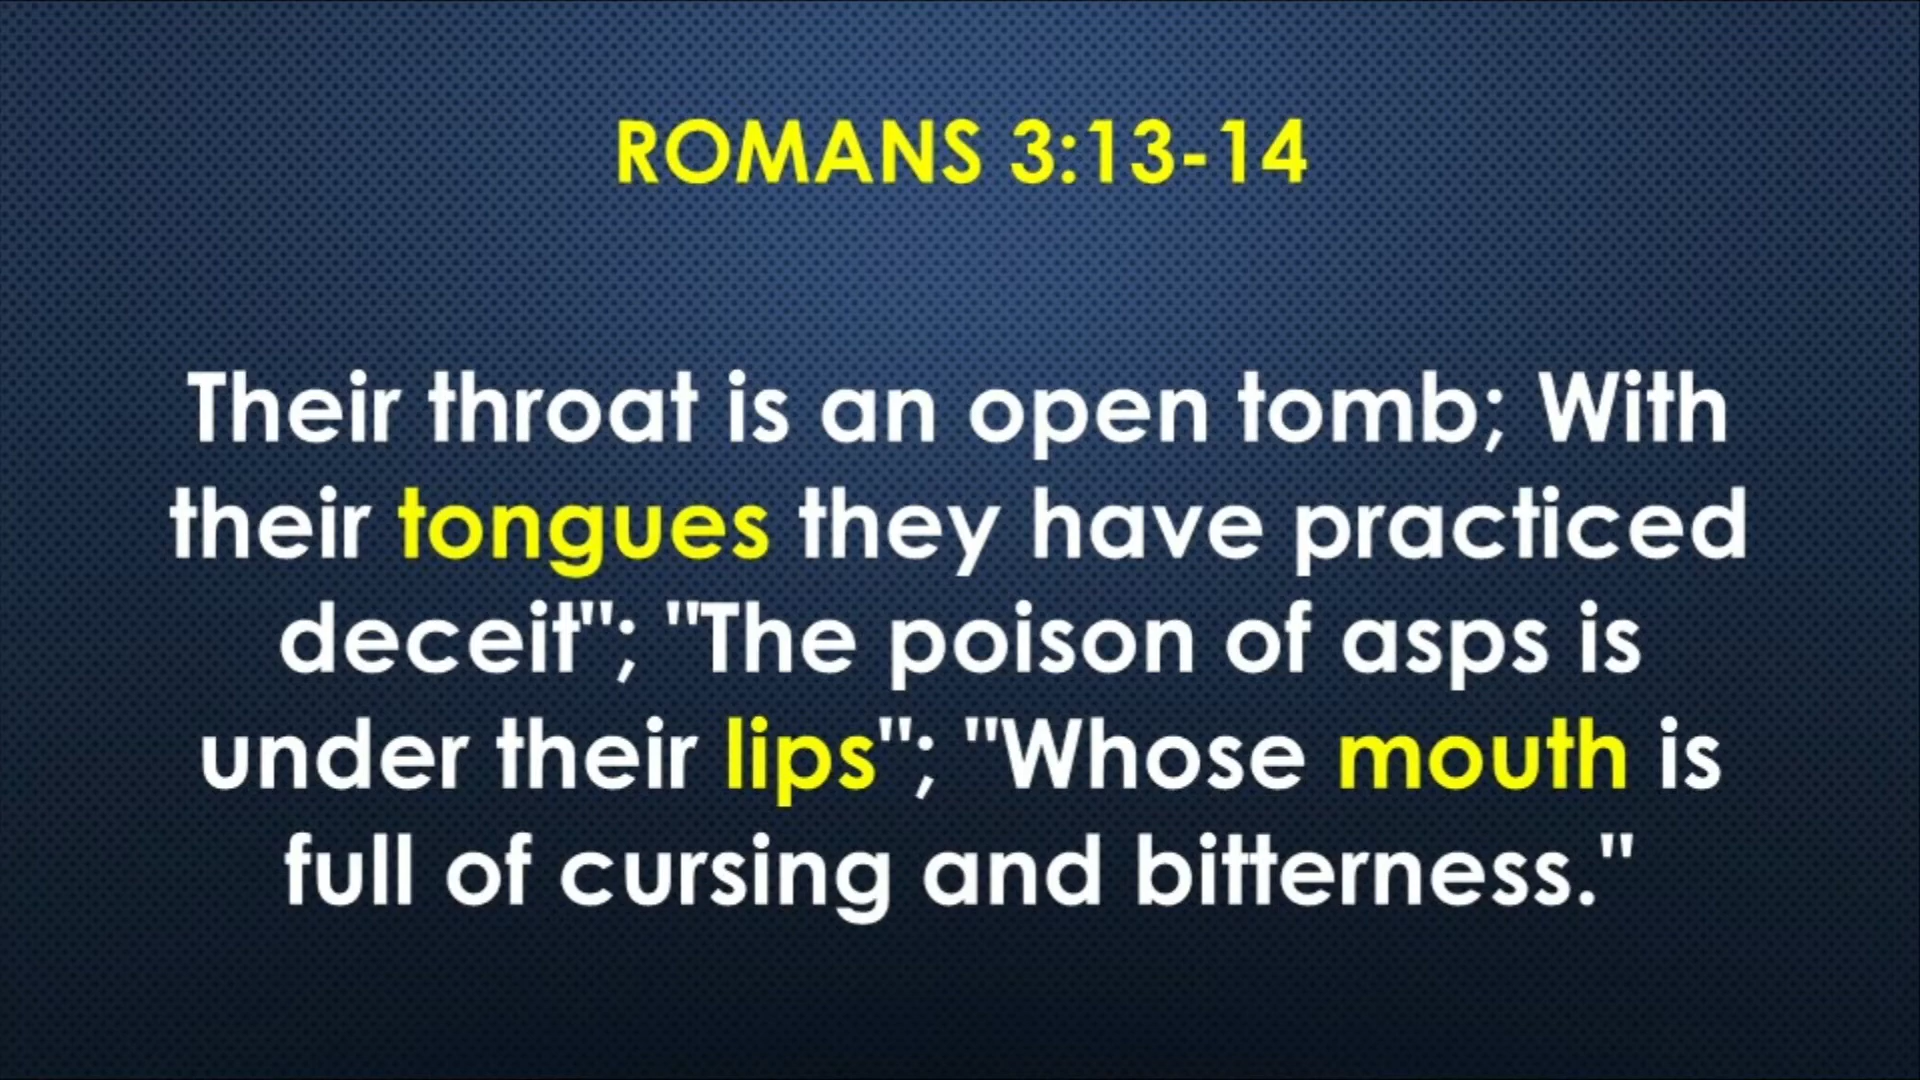 ROMANS 3:13-14
Their throat is an open tomb; With
their tongues they have practiced
deceit"; "The poison of asps is
under their lips"; "Whose mouth is
full of cursing and bitterness."